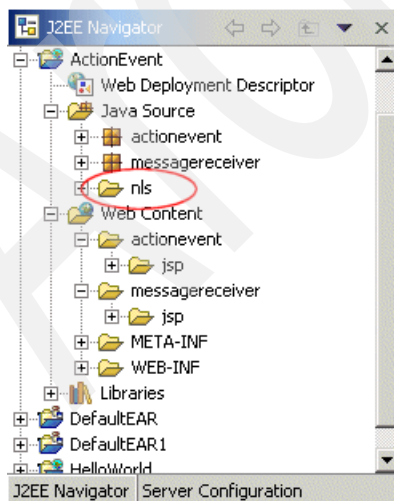 J2EE Navigator
ActionEvent
Web Deployment Descriptor
Java Source
actionevent
messagereceiver
nls
Web Content
actionevent
jsp
messagereceiver
jsp
META-INF
WEB-INF
Libraries
DefaultEAR
DefaultEAR1
HelloWorld
J2EE Navigator Server Configuration